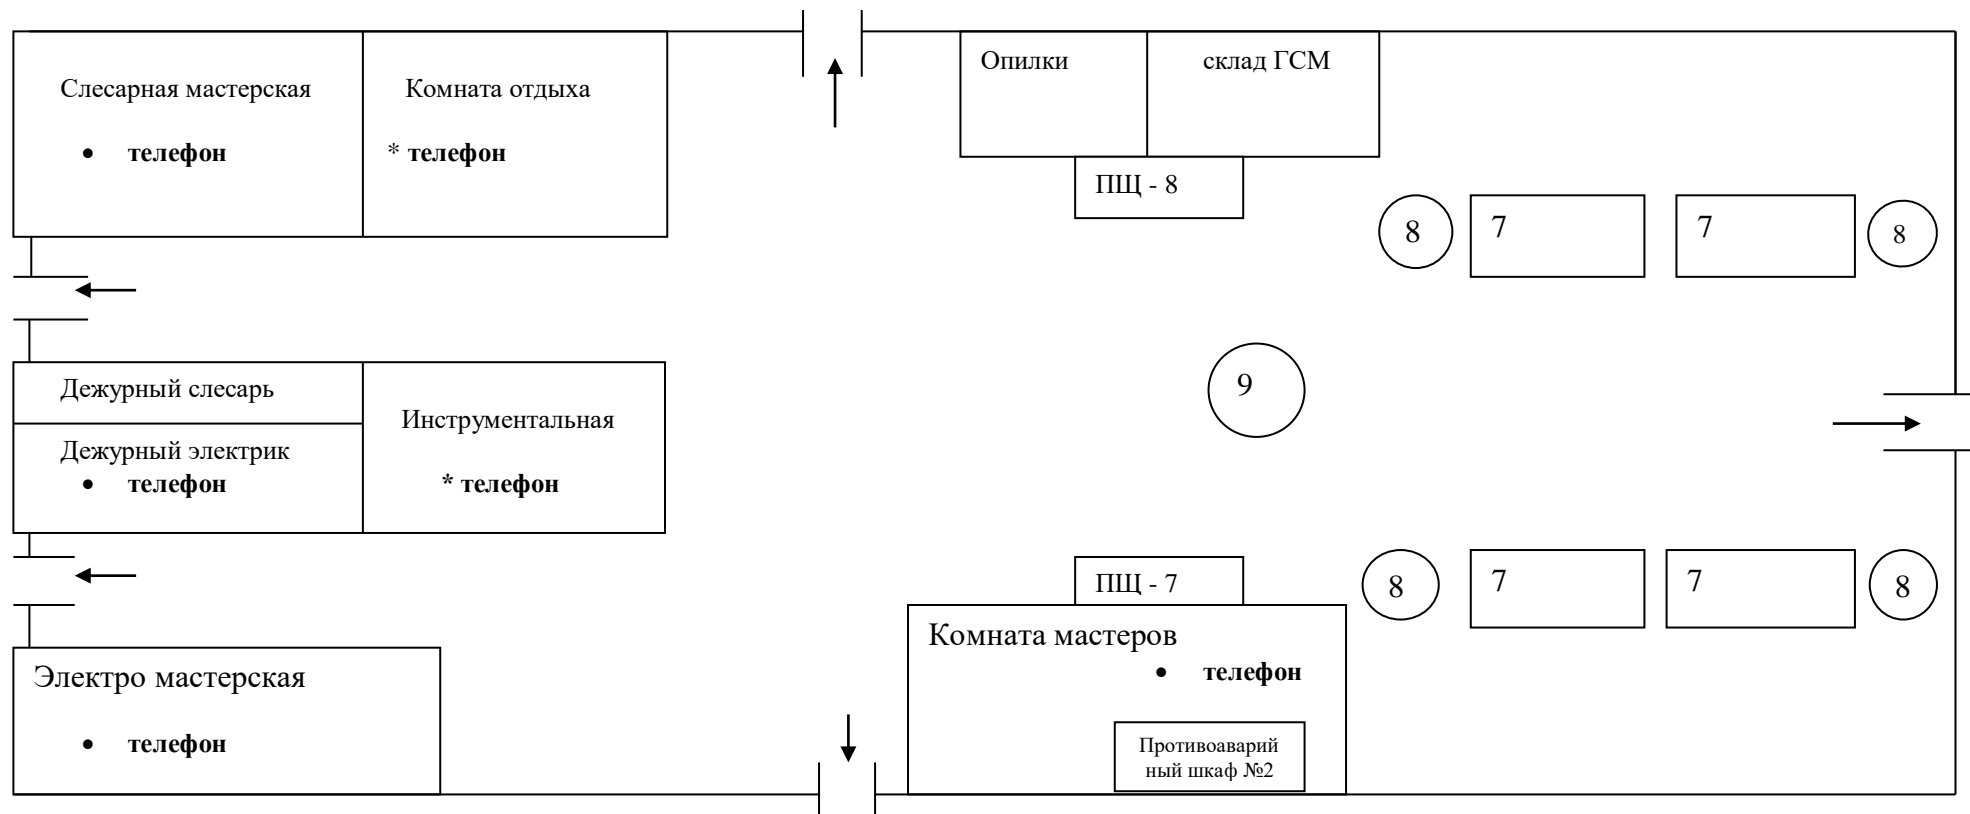 Слесарная мастерская
• телефон
Комната отдыха
* телефон
Опилки
склад ГСМ
ПЩ - 8
8
7
7
8
Дежурный слесарь
Дежурный электрик
• телефон
Инструментальная
* телефон
9
ПЩ - 7
8
7
7
8
Комната мастеров
• телефон
Противоаварий
ный шкаф №2
Электро мастерская
• телефон